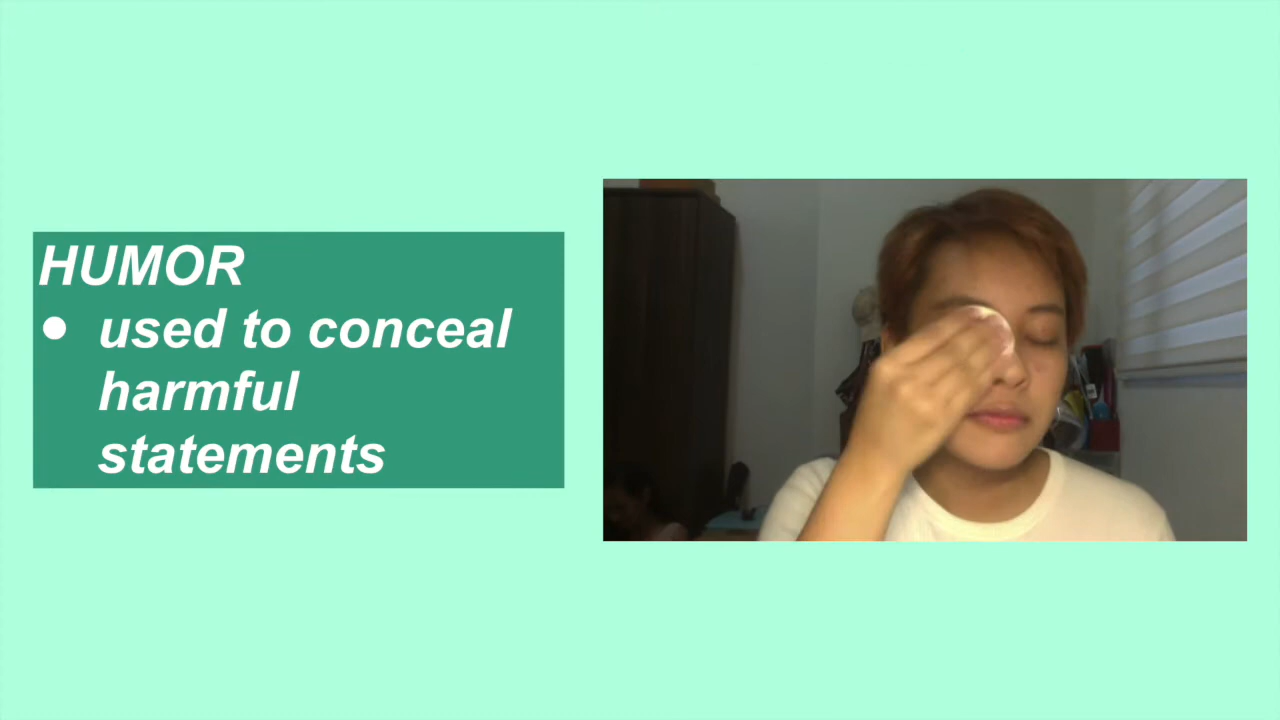 HUMOR
● used to conceal
harmful
statements